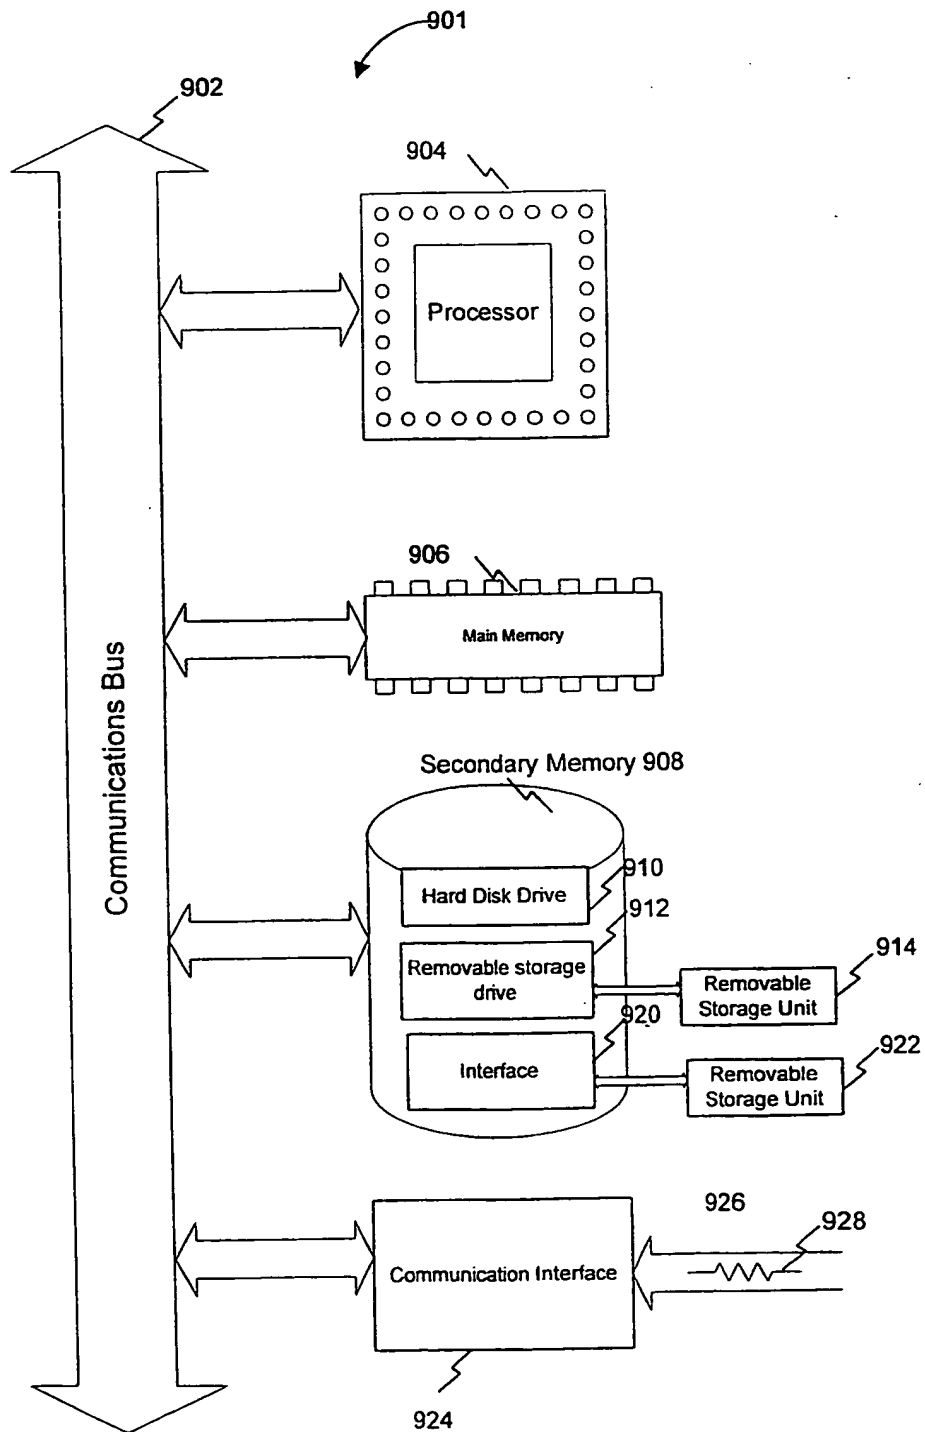 901
902
904
Processor
906
Main Memory
Communications Bus
Secondary Memory 908
910
Hard Disk Drive
912
Removable storage
drive
914
Removable
Storage Unit
920
Interface
922
Removable
Storage Unit
926
928
Communication Interface
924